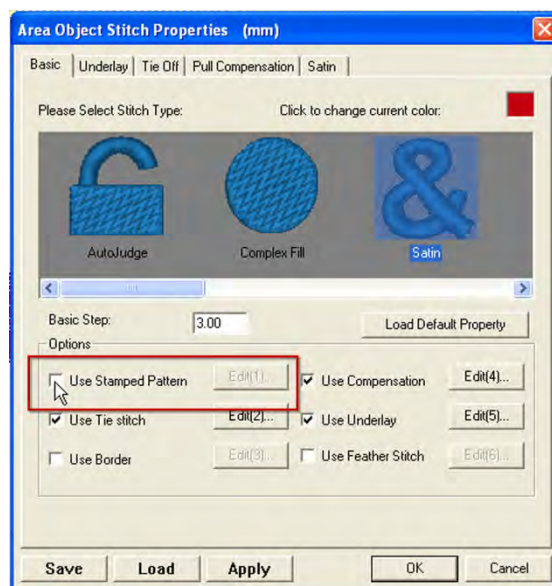 Area Object Stitch Properties (mm)
Basic Underlay Tie Off Pull Compensation Satin
Please Select Stitch Type: Click to change current color:
AutoJudge Complex Fill Satin
Basic Step: 3.00 Load Default Property
Options
Use Stamped Pattern Edit(1)... Use Compensation Edit(4)...
Use Tie stitch Edit(2)... Use Underlay Edit(5)...
Use Border Edit(3)... Use Feather Stitch Edit(6)...
Save Load Apply OK Cancel